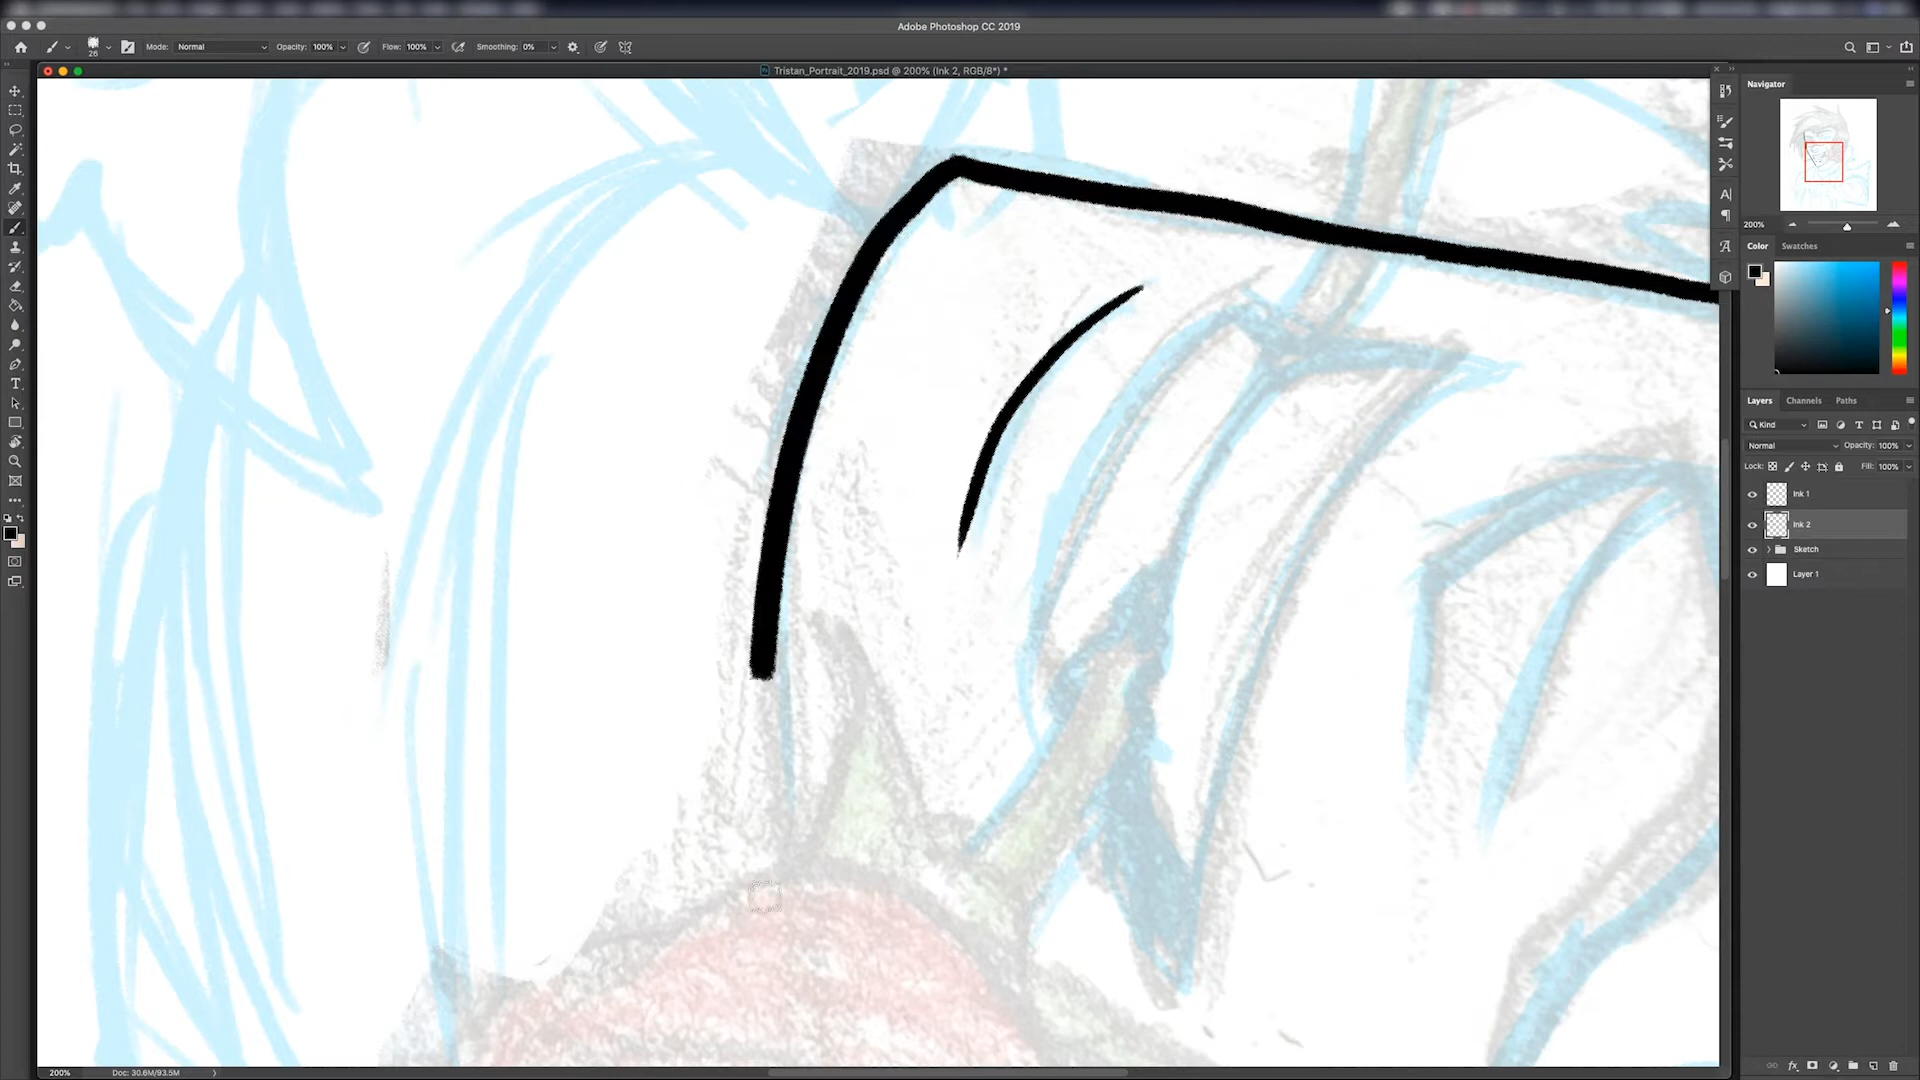 Adobe Photoshop CC 2019
26
Mode: Normal
Opacity: 100%
Flow: 100%
Smoothing: 0%
Tristan_Portrait_2019.psd @ 200% (Ink 2, RGB/8*) *
Navigator
200%
Color Swatches
Layers Channels Paths
Kind
Normal
Opacity: 100%
Lock:
Fill: 100%
Ink 1
Ink 2
Sketch
Layer 1
200%
Doc: 30.6M/93.5M